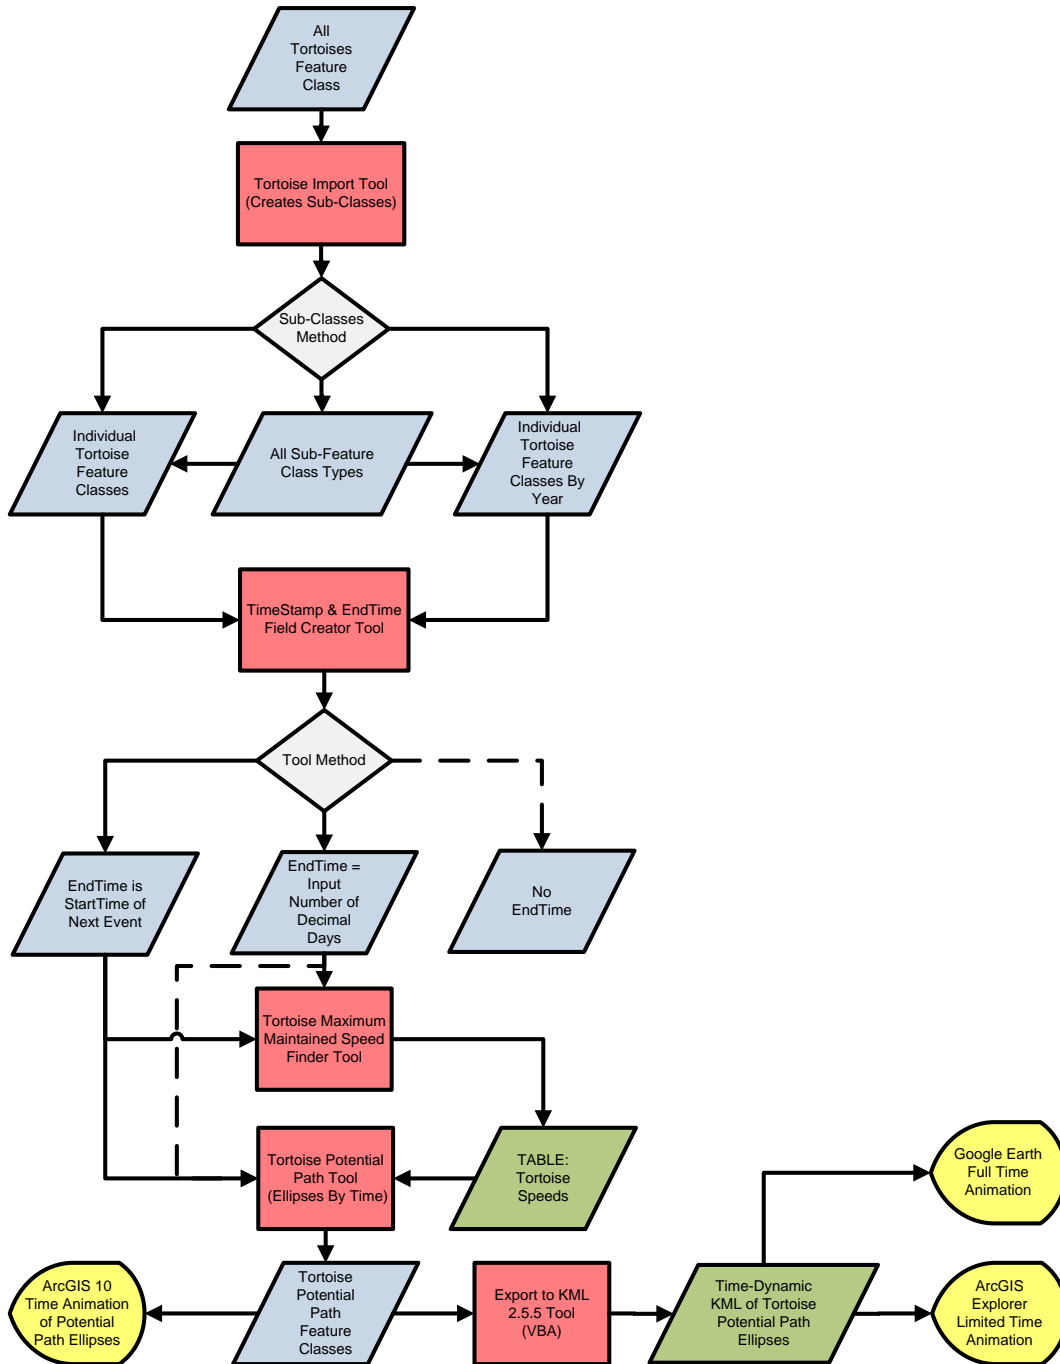 All
Tortoises
Feature
Class
Tortoise Import Tool
(Creates Sub-Classes)
Sub-Classes
Method
Individual
Tortoise
Feature
Classes
All Sub-Feature
Class Types
Individual
Tortoise
Feature
Classes By
Year
TimeStamp & EndTime
Field Creator Tool
Tool Method
EndTime is
StartTime of
Next Event
EndTime =
Input
Number of
Decimal
Days
No
EndTime
Tortoise Maximum
Maintained Speed
Finder Tool
Tortoise Potential
Path Tool
(Ellipses By Time)
TABLE:
Tortoise
Speeds
Google Earth
Full Time
Animation
ArcGIS 10
Time Animation
of Potential
Path Ellipses
Tortoise
Potential
Path
Feature
Classes
Export to KML
2.5.5 Tool
(VBA)
Time-Dynamic
KML of Tortoise
Potential Path
Ellipses
ArcGIS
Explorer
Limited Time
Animation